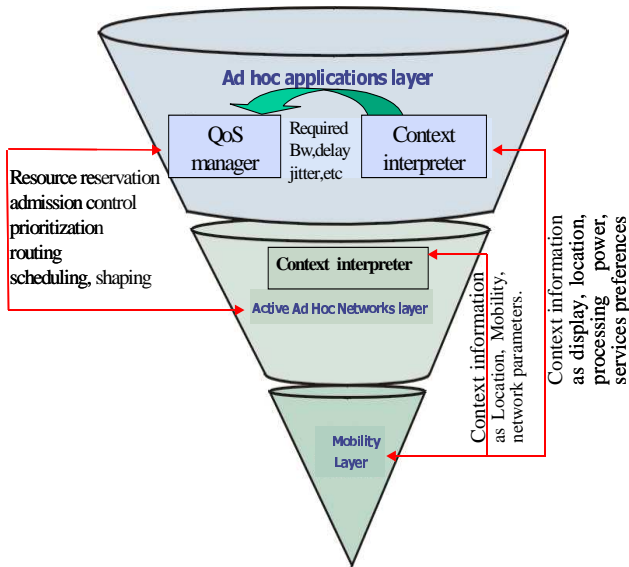 Ad hoc applications layer
QoS
manager
Required
Bw,delay
jitter,etc
Context
interpreter
Resource reservation
admission control
prioritization
routing
scheduling, shaping
Context interpreter
Active Ad Hoc Networks layer
Mobility
Layer
Context information
as Location, Mobility,
network parameters.
Context information
as display, location,
processing power,
services preferences